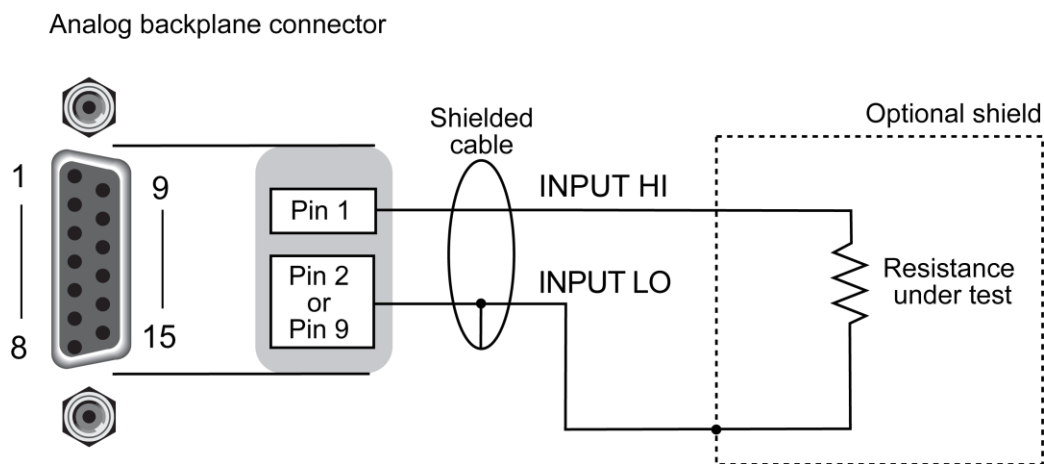 Analog backplane connector
Optional shield
Shielded
cable
1
9
8
15
Pin 1
Pin 2
or
Pin 9
INPUT HI
INPUT LO
Resistance
under test